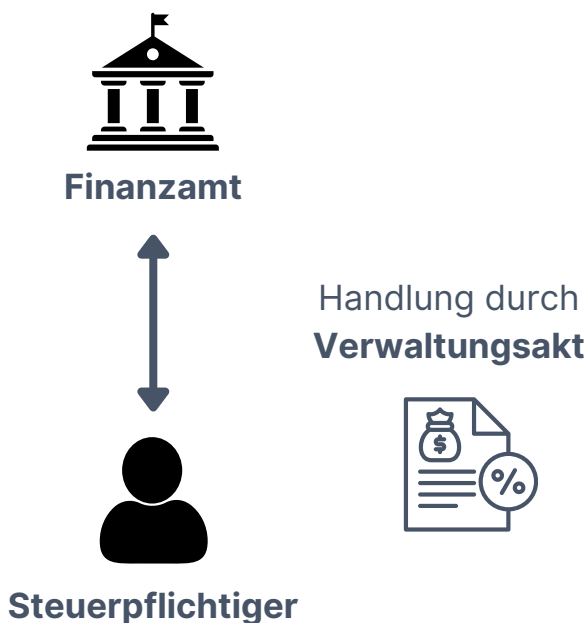 Finanzamt
Handlung durch
Verwaltungsakt
$
%
Steuerpflichtiger